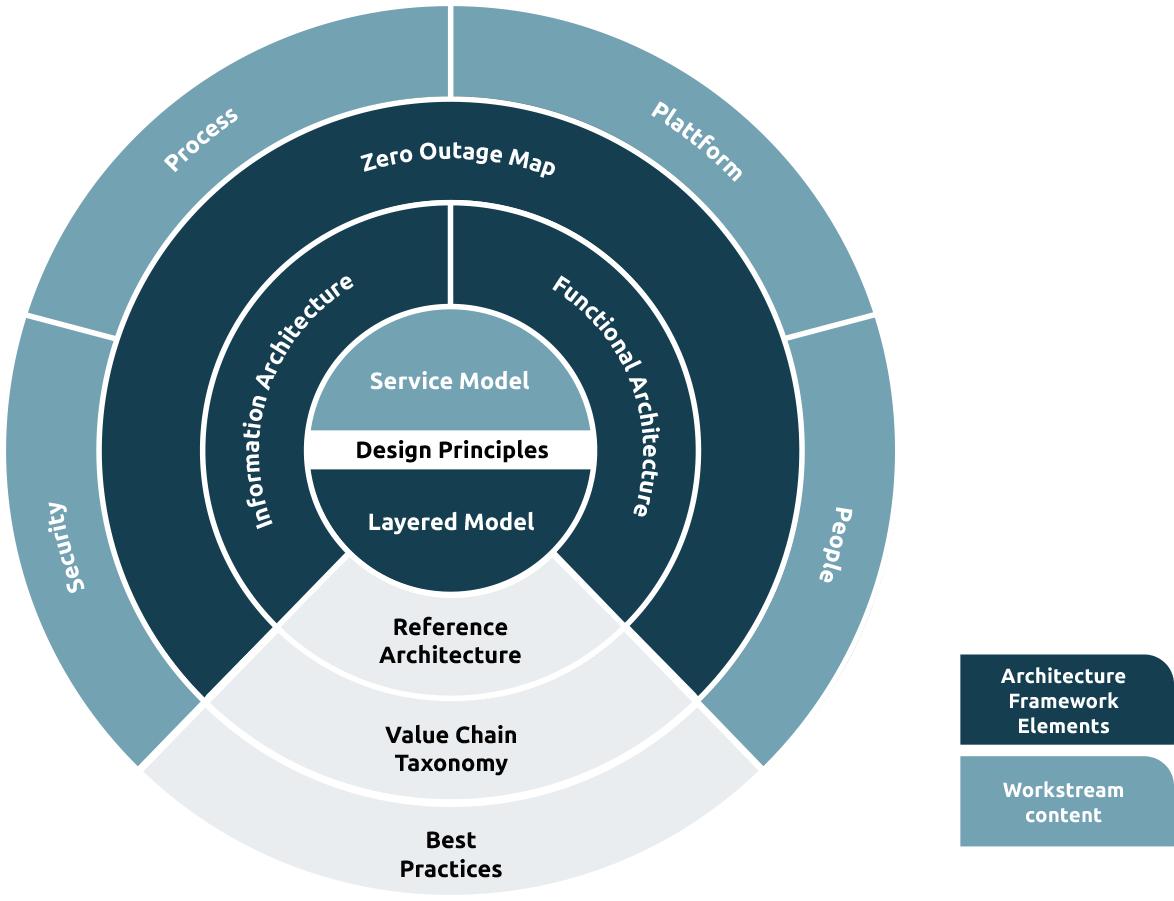 Process
Plattform
Zero Outage Map
Information Architecture
Functional Architecture
Service Model
Design Principles
Layered Model
Security
People
Reference
Architecture
Value Chain
Taxonomy
Best
Practices
Architecture
Framework
Elements
Workstream
content